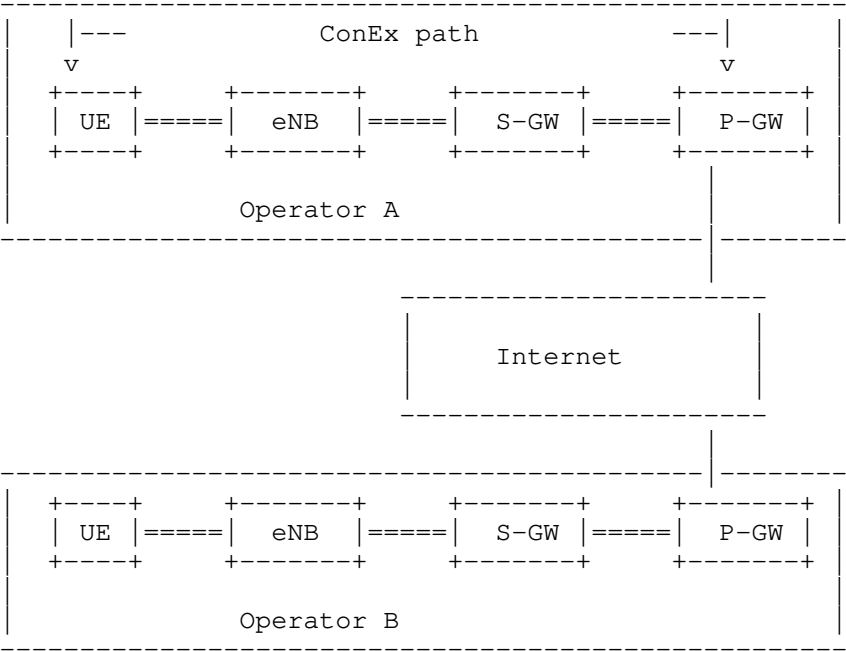 ConEx path
UE eNB S-GW P-GW
Operator A
Internet
UE eNB S-GW P-GW
Operator B